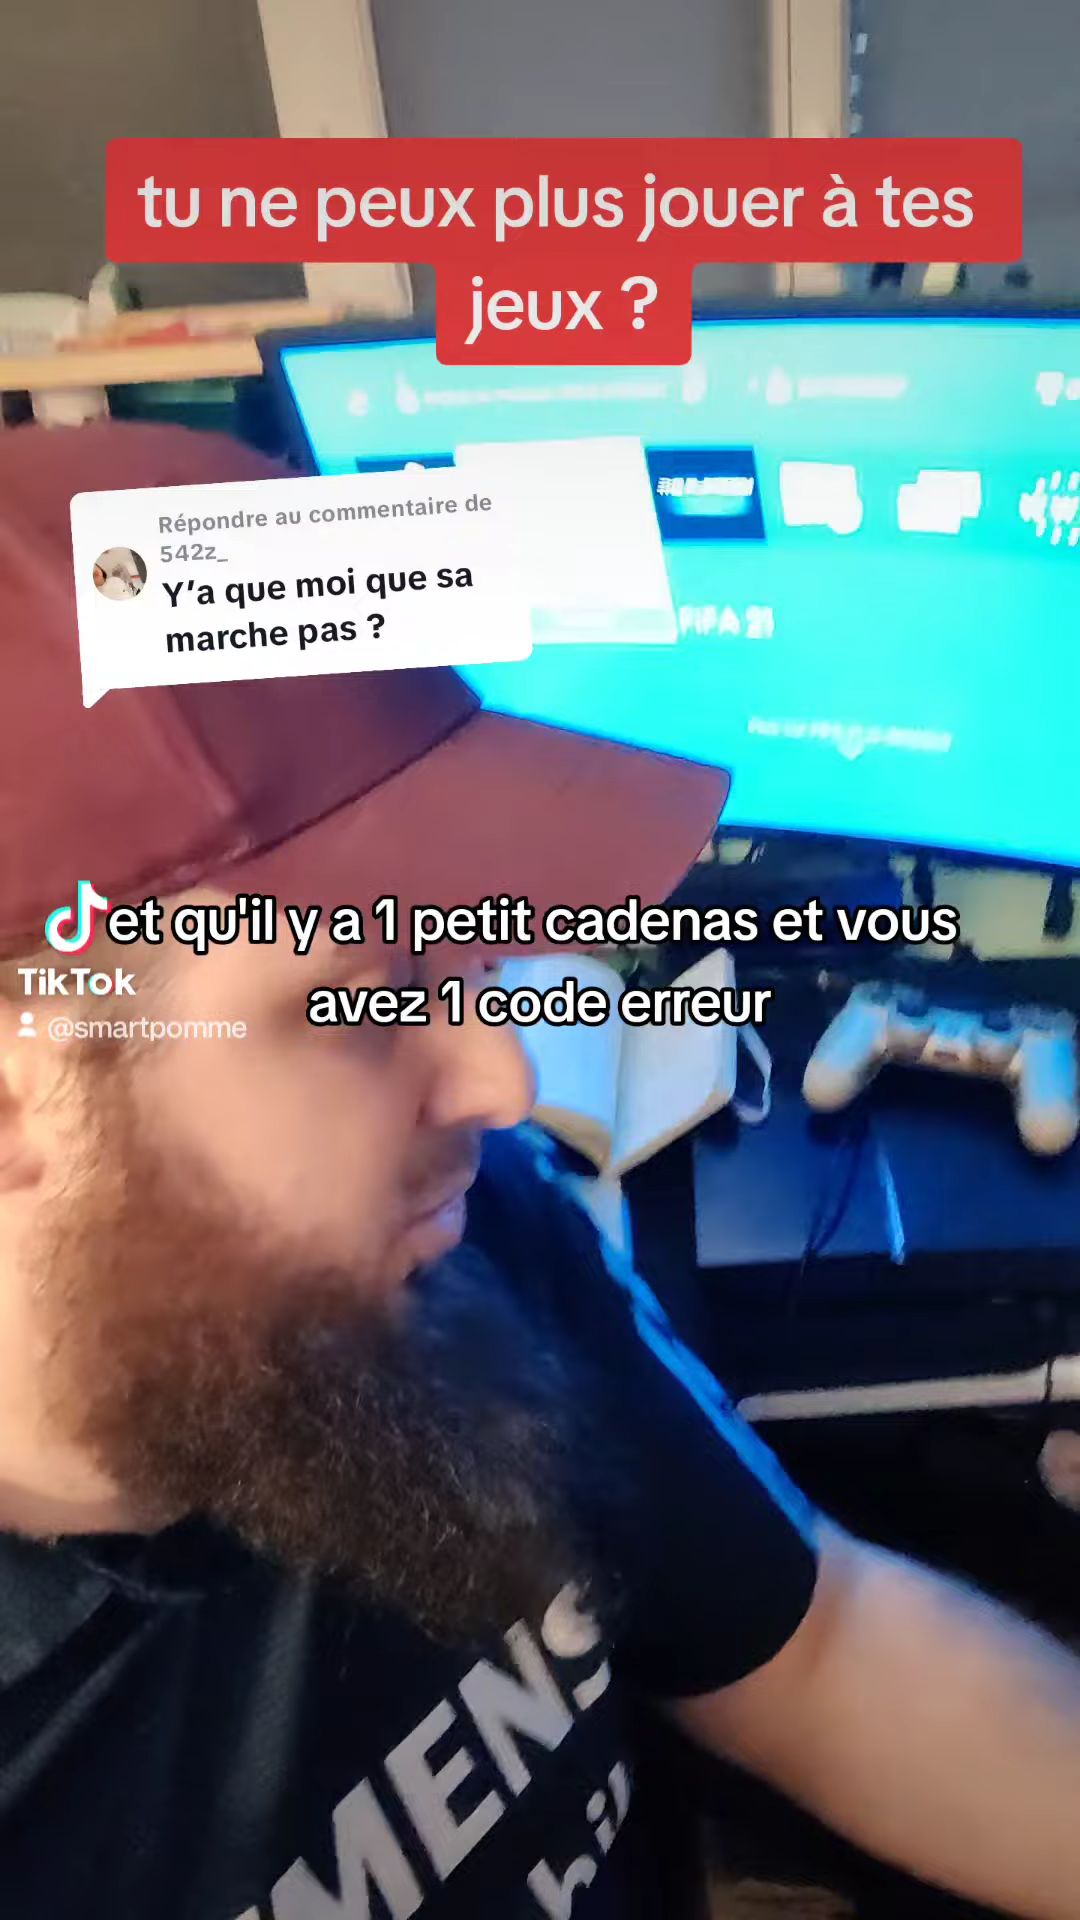 tu ne peux plus jouer à tes
jeux ?
Répondre au commentaire de
542z_
Y'a que moi que sa
marche pas ?
FIFA 21
et qu'il y a 1 petit cadenas et vous
avez 1 code erreur
TikTok
@smartpomme
MENS